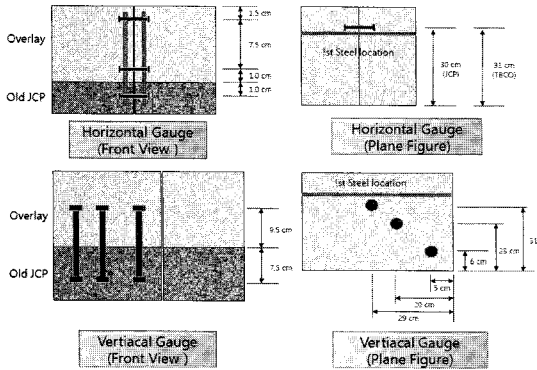 Overlay
Old JCP
1.5 cm
7.5 cm
1.0 cm
1.0 cm
Horizontal Gauge
(Front View )
1st Steel location
30 cm
(JCP)
31 cm
(TBCO)
Horizontal Gauge
(Plane Figure)
Overlay
Old JCP
9.5 cm
7.5 cm
Vertiacal Gauge
(Front View )
1st Steel location
6 cm
25 cm
31
5 cm
20 cm
29 cm
Vertiacal Gauge
(Plane Figure)